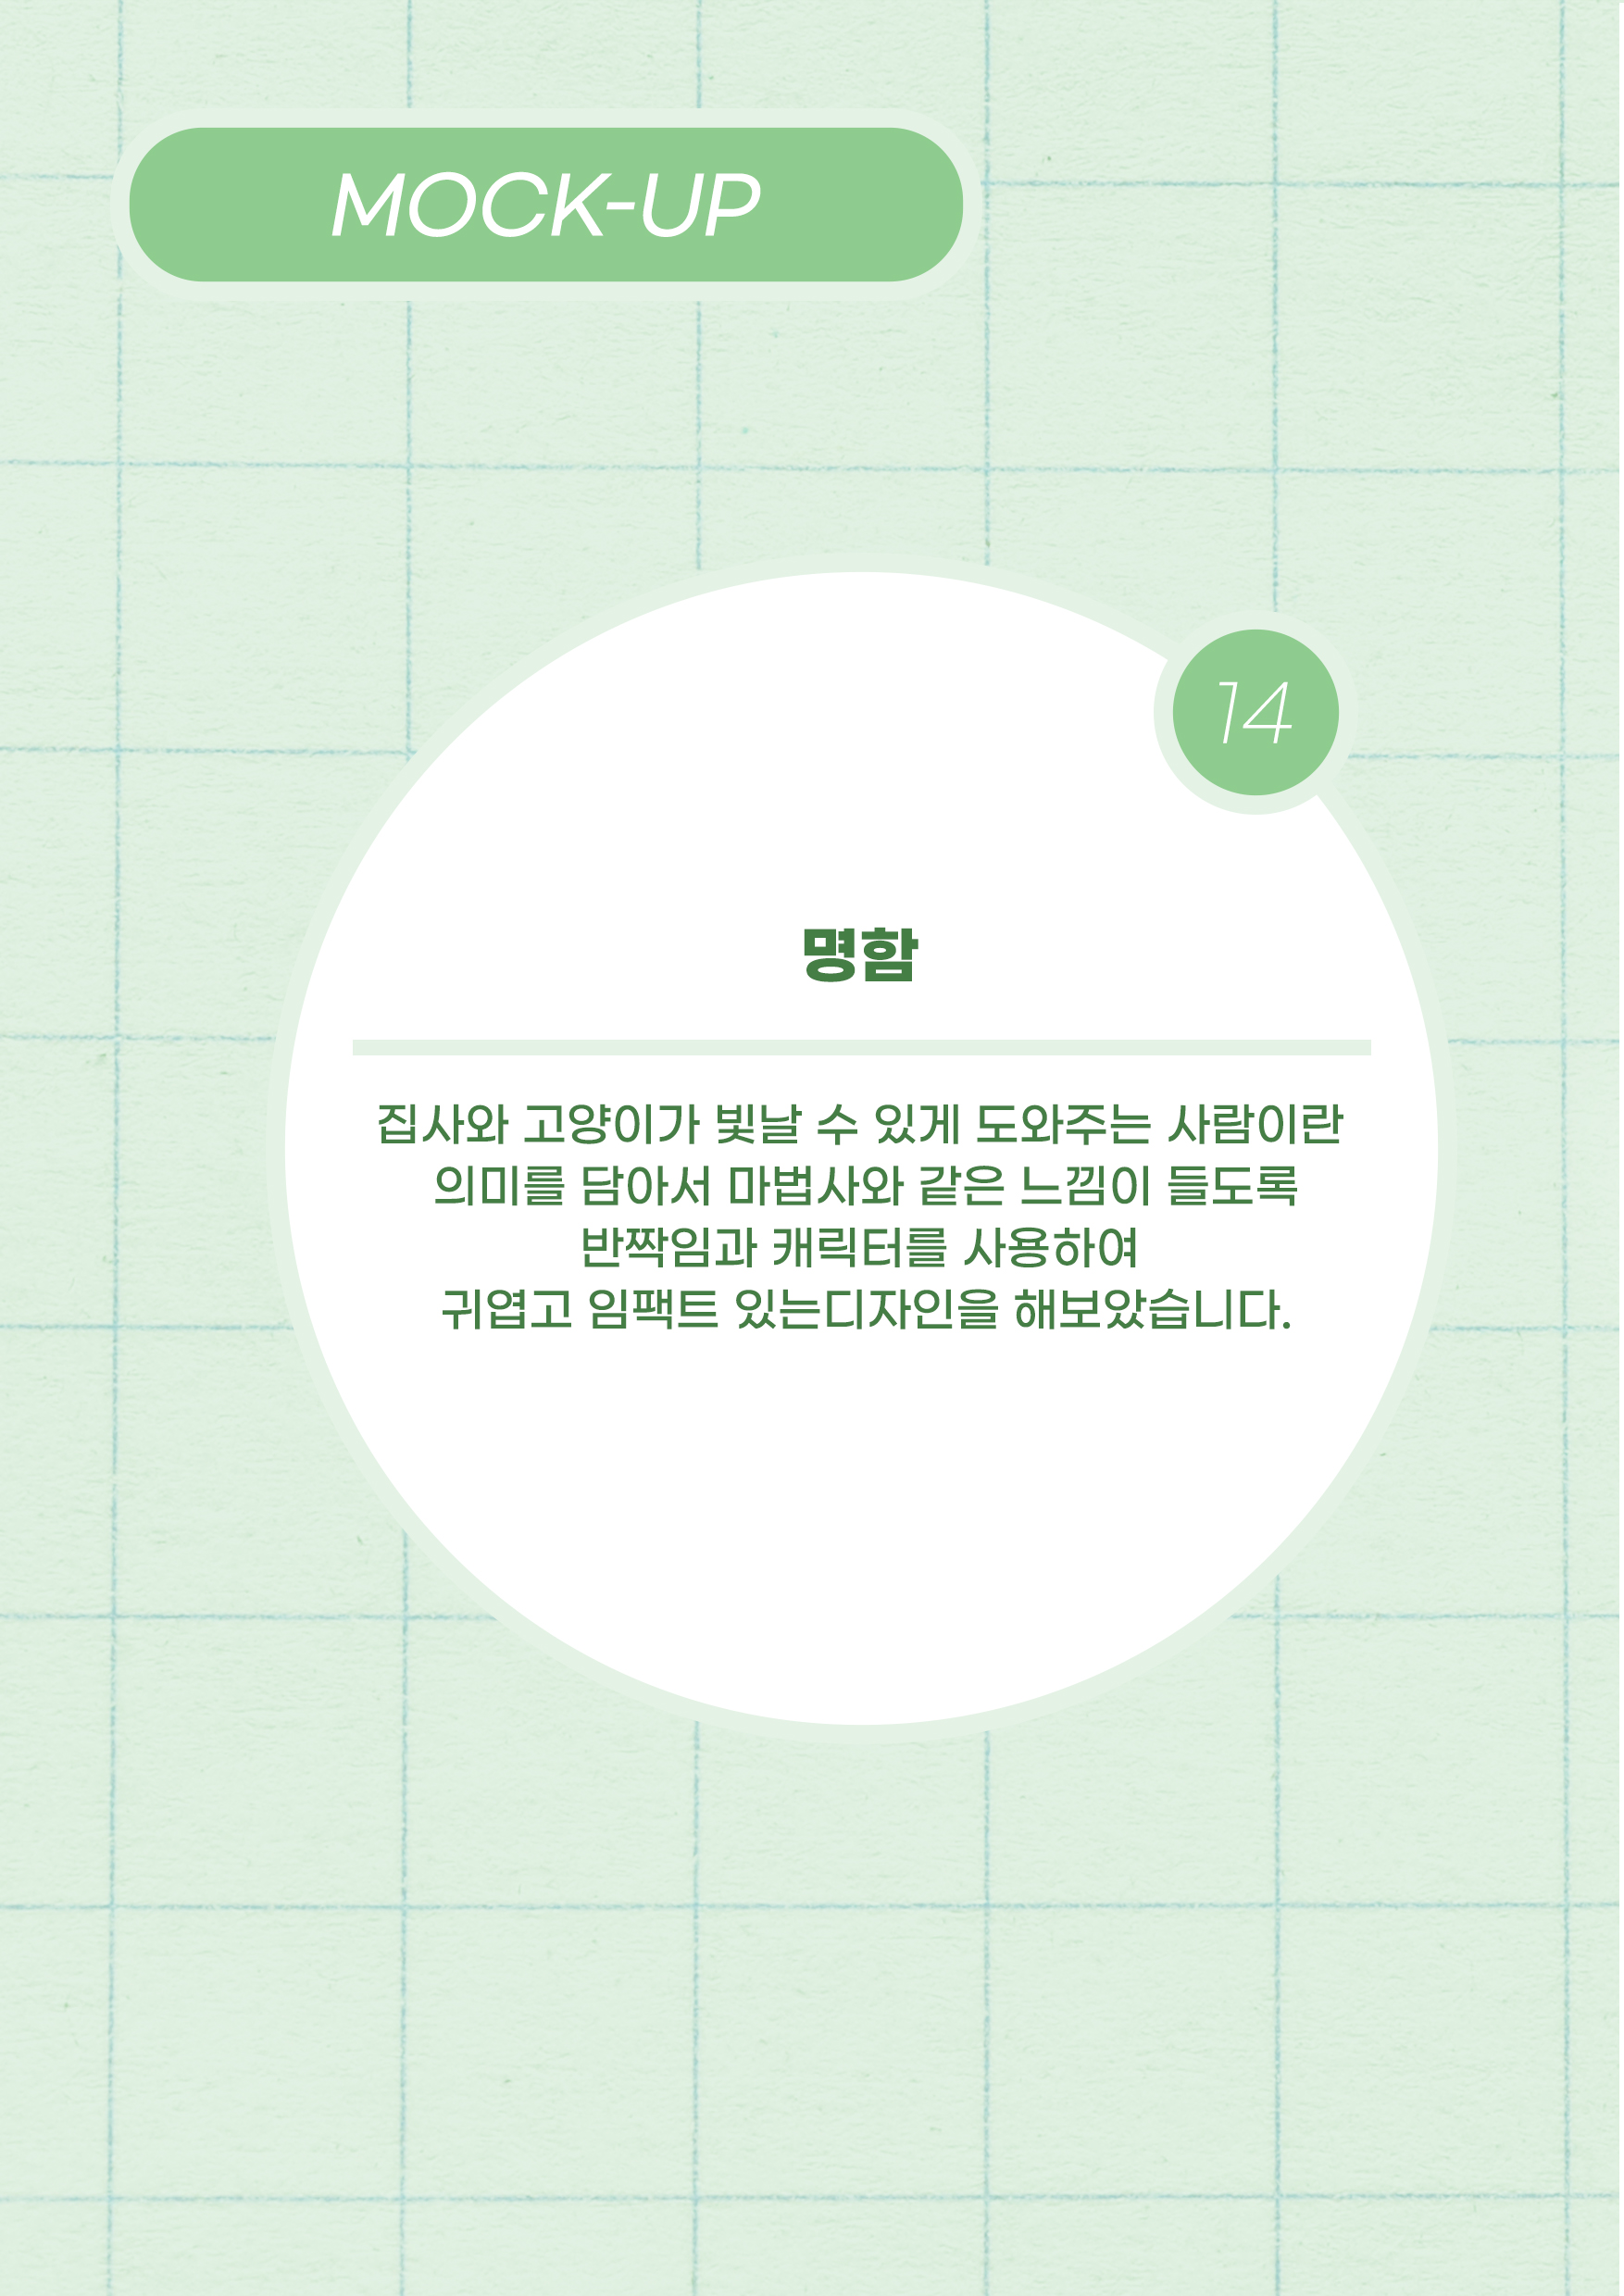 MOCK-UP
14
명함
집사와 고양이가 빛날 수 있게 도와주는 사람이란
의미를 담아서 마법사와 같은 느낌이 들도록
반짝임과 캐릭터를 사용하여
귀엽고 임팩트 있는디자인을 해보았습니다.